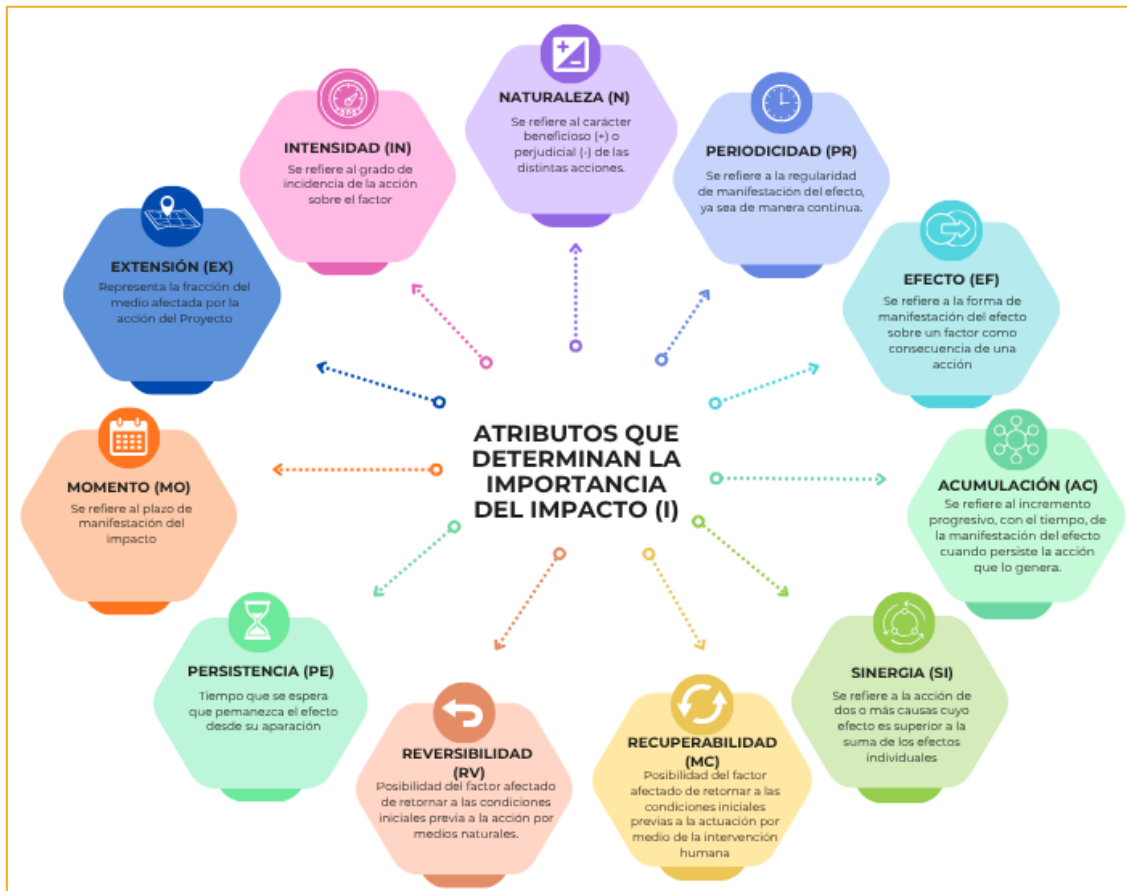 NATURALEZA (N)
Se refiere al carácter
beneficioso (+) o
perjudicial (-) de las
distintas acciones.
PERIODICIDAD (PR)
Se refiere a la regularidad
de manifestación del efecto,
ya sea de manera continua.
EFECTO (EF)
Se refiere a la forma de
manifestación del efecto
sobre un factor como
consecuencia de una
acción
ACUMULACIÓN (AC)
Se refiere al incremento
progresivo, con el tiempo, de
la manifestación del efecto
cuando persiste la acción
que lo genera.
SINERGIA (SI)
Se refiere a la acción de
dos o más causas cuyo
efecto es superior a la
suma de los efectos
individuales
RECUPERABILIDAD
(MC)
Posibilidad del factor
afectado de retornar a las
condiciones iniciales
previas a la actuación por
medio de la intervención
humana
REVERSIBILIDAD
(RV)
Posibilidad del factor afectado
de retornar a las condiciones
iniciales previa a la acción por
medios naturales.
PERSISTENCIA (PE)
Tiempo que se espera
que pemanezca el efecto
desde su aparación
MOMENTO (MO)
Se refiere al plazo de
manifestación del
impacto
EXTENSIÓN (EX)
Representa la fracción del
medio afectada por la
acción del Proyecto
INTENSIDAD (IN)
Se refiere al grado de
incidencia de la acción
sobre el factor
ATRIBUTOS QUE
DETERMINAN LA
IMPORTANCIA
DEL IMPACTO (I)